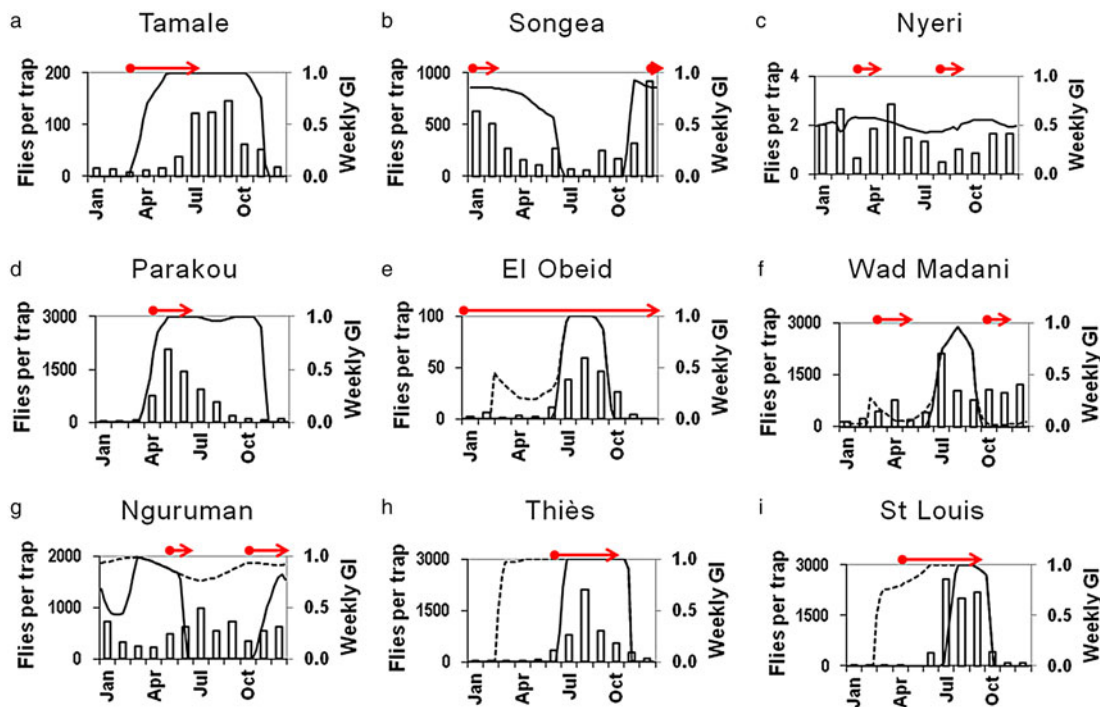 a Tamale
Flies per trap
200
100
0
1.0
0.5
0.0
Weekly GI
Jan Apr Jul Oct
b Songea
Flies per trap
1000
500
0
1.0
0.5
0.0
Weekly GI
Jan Apr Jul Oct
c Nyeri
Flies per trap
4
2
0
1.0
0.5
0.0
Weekly GI
Jan Apr Jul Oct
d Parakou
Flies per trap
3000
1500
0
1.0
0.5
0.0
Weekly GI
Jan Apr Jul Oct
e El Obeid
Flies per trap
100
50
0
1.0
0.5
0.0
Weekly GI
Jan Apr Jul Oct
f Wad Madani
Flies per trap
3000
1500
0
1.0
0.5
0.0
Weekly GI
Jan Apr Jul Oct
g Nguruman
Flies per trap
2000
1000
0
1.0
0.5
0.0
Weekly GI
Jan Apr Jul Oct
h Thiès
Flies per trap
3000
1500
0
1.0
0.5
0.0
Weekly GI
Jan Apr Jul Oct
i St Louis
Flies per trap
3000
1500
0
1.0
0.5
0.0
Weekly GI
Jan Apr Jul Oct